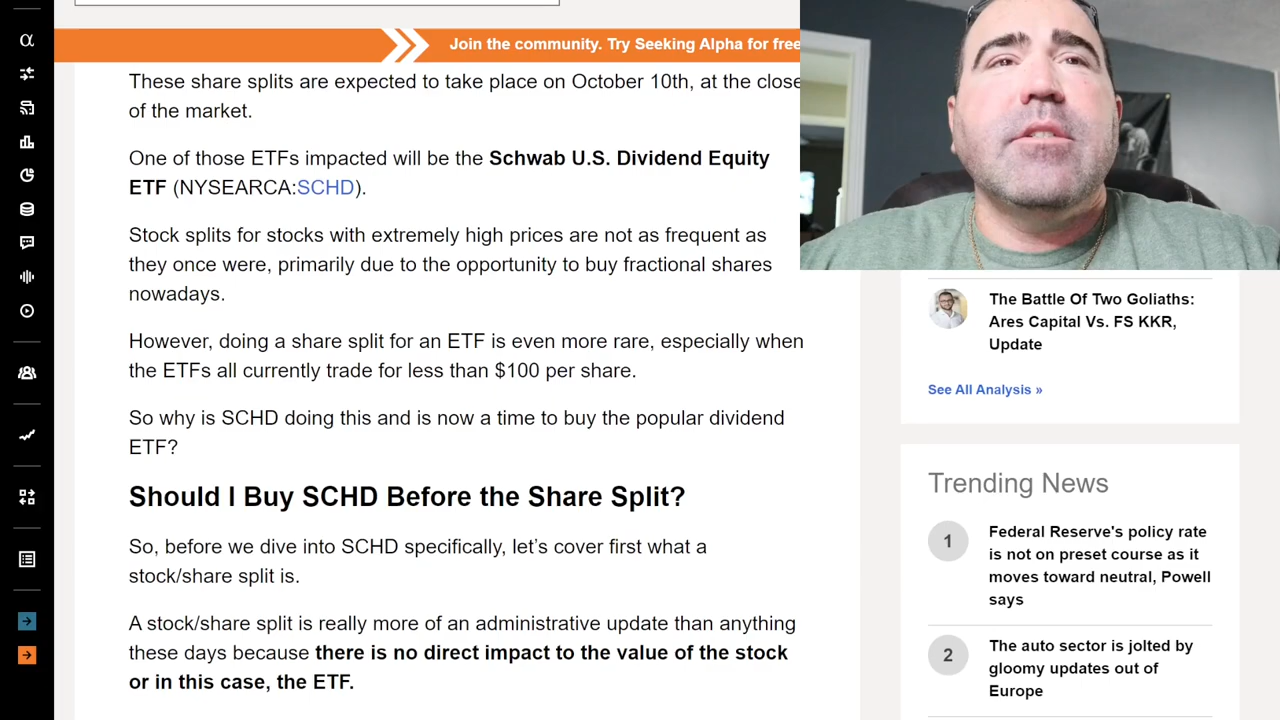 α
Join the community. Try Seeking Alpha for free
These share splits are expected to take place on October 10th, at the close
of the market.
One of those ETFs impacted will be the Schwab U.S. Dividend Equity
ETF (NYSEARCA:SCHD).
Stock splits for stocks with extremely high prices are not as frequent as
they once were, primarily due to the opportunity to buy fractional shares
nowadays.
However, doing a share split for an ETF is even more rare, especially when
the ETFs all currently trade for less than $100 per share.
So why is SCHD doing this and is now a time to buy the popular dividend
ETF?
Should I Buy SCHD Before the Share Split?
So, before we dive into SCHD specifically, let's cover first what a
stock/share split is.
A stock/share split is really more of an administrative update than anything
these days because there is no direct impact to the value of the stock
or in this case, the ETF.
The Battle Of Two Goliaths:
Ares Capital Vs. FS KKR,
Update
See All Analysis »
Trending News
1
Federal Reserve's policy rate
is not on preset course as it
moves toward neutral, Powell
says
2
The auto sector is jolted by
gloomy updates out of
Europe